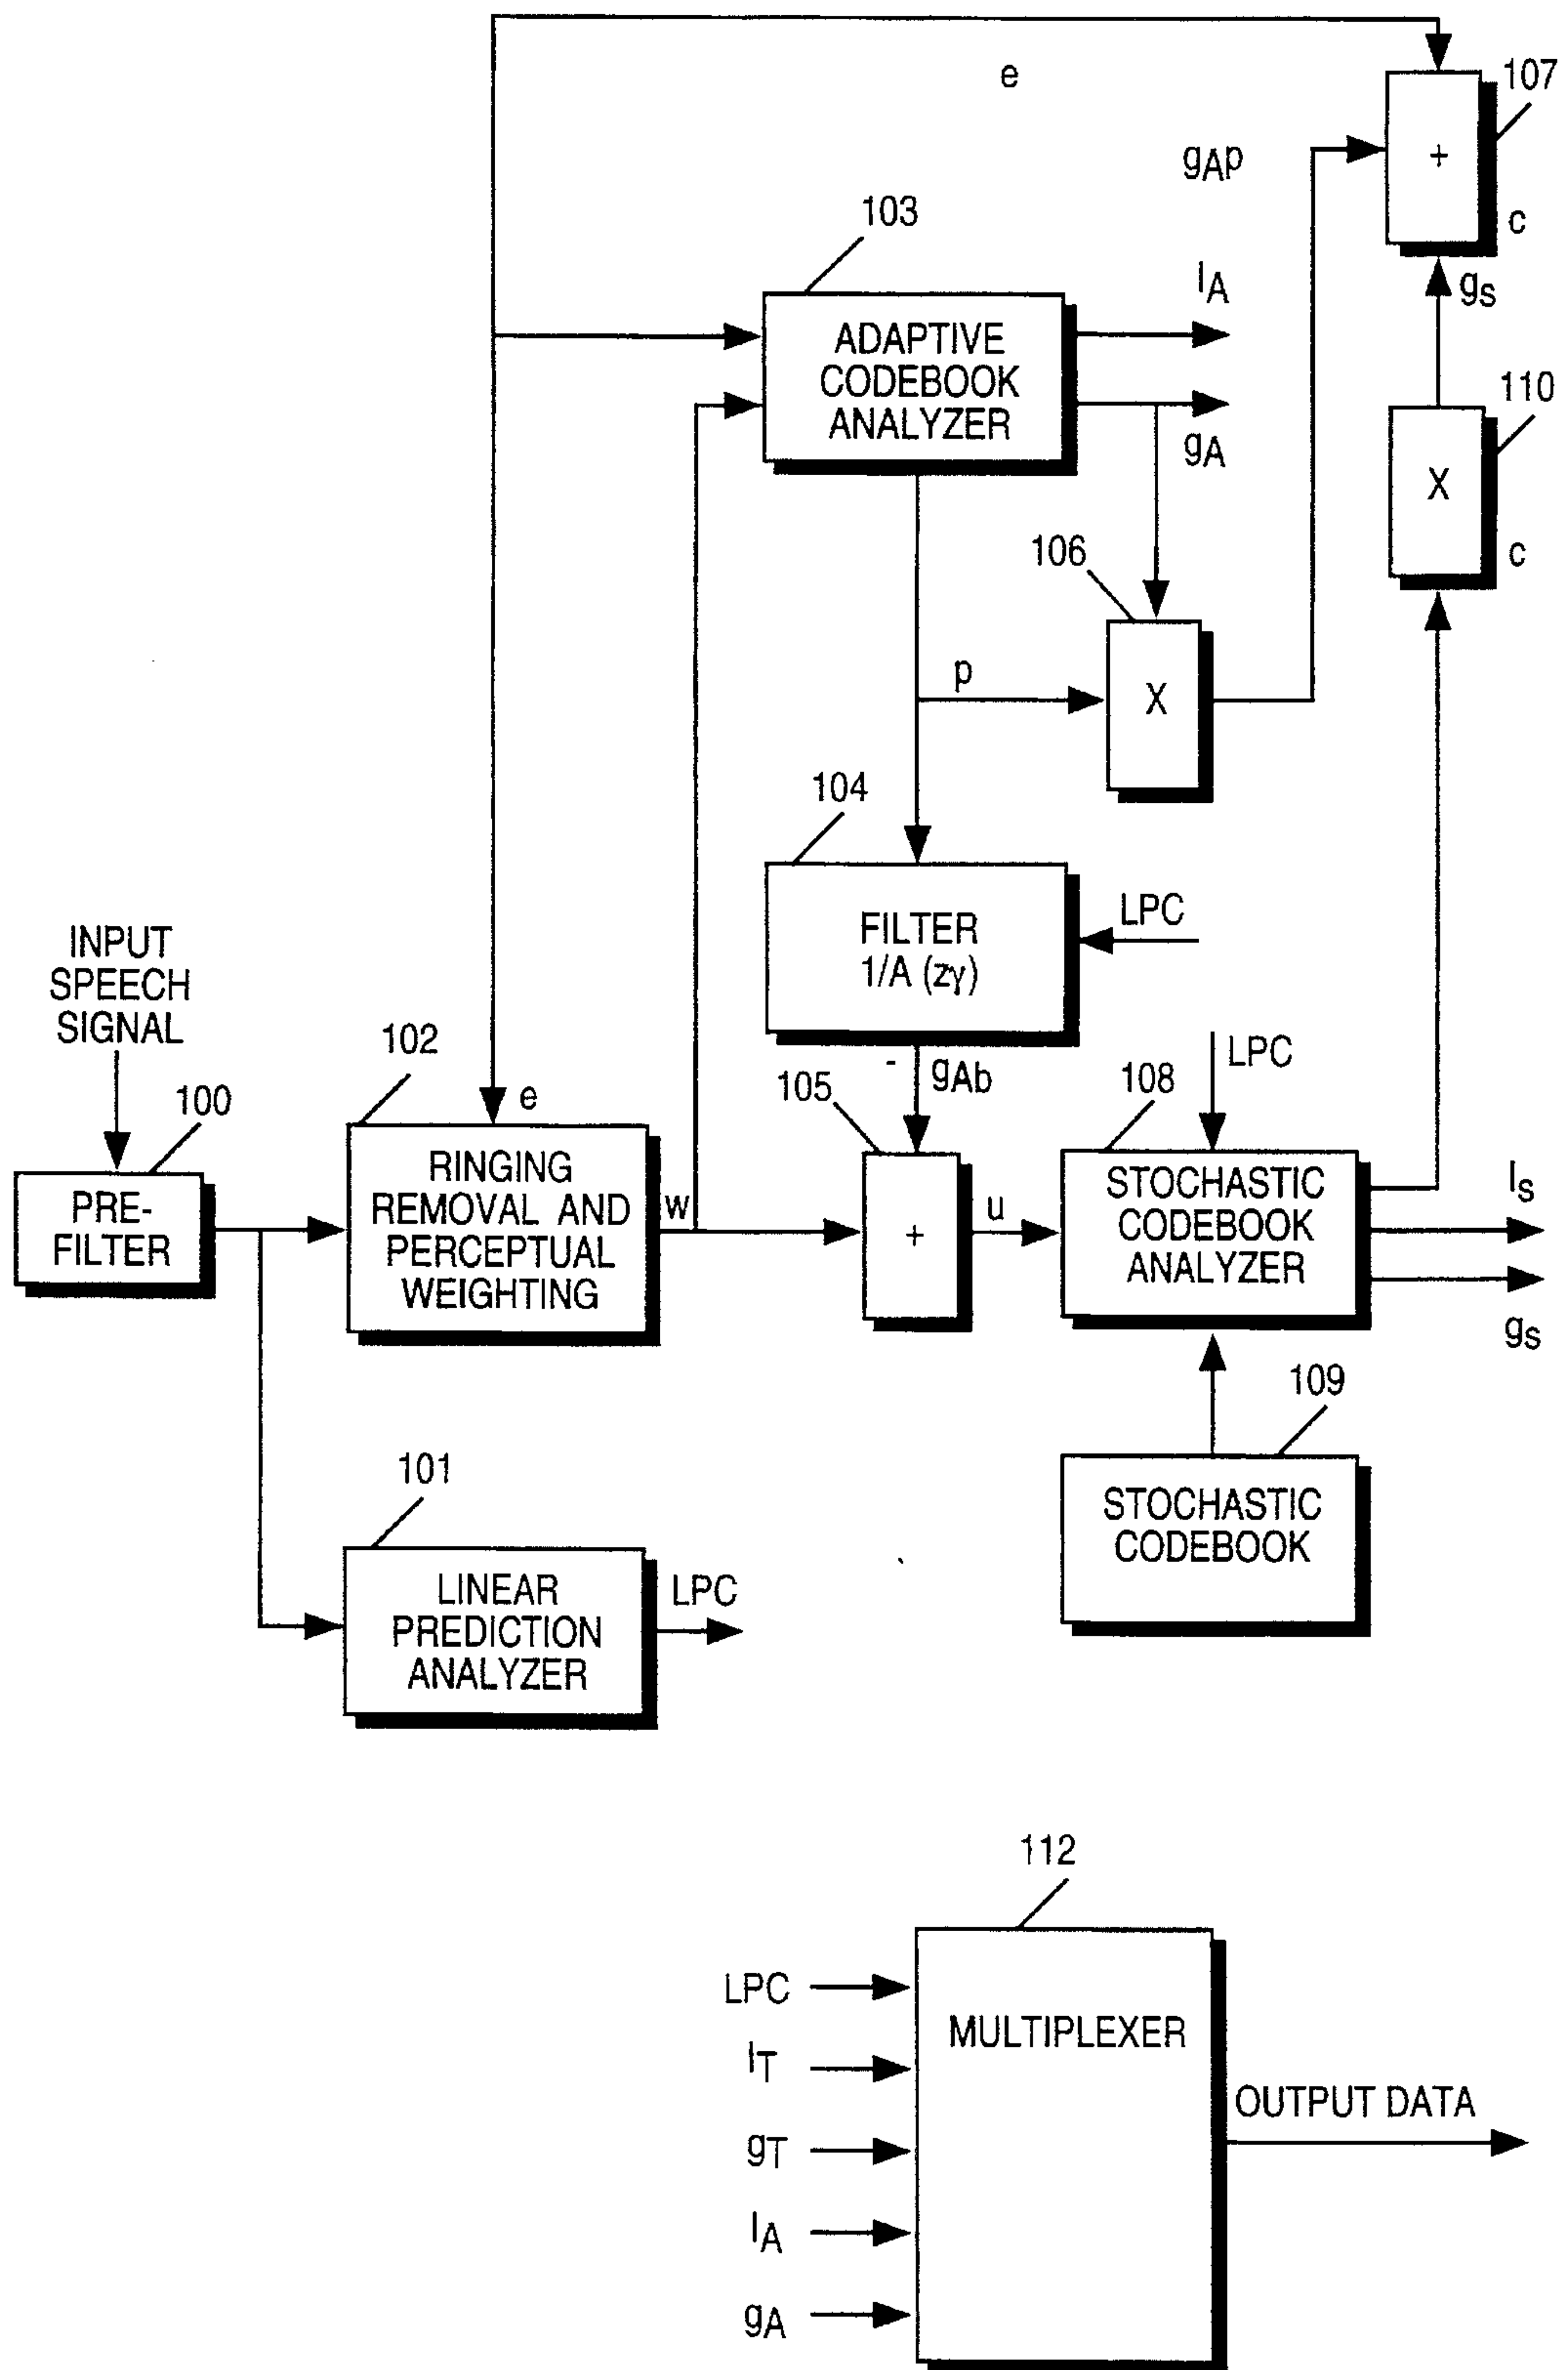 e
107
gAp
+
c
103
IA
gs
ADAPTIVE
CODEBOOK
ANALYZER
gA
110
X
c
106
p
X
104
FILTER
1/A (zγ)
LPC
INPUT
SPEECH
SIGNAL
102
100
e
- gAb
105
108
LPC
PRE-
FILTER
RINGING
REMOVAL AND
PERCEPTUAL
WEIGHTING
w
+
u
STOCHASTIC
CODEBOOK
ANALYZER
Is
gs
109
101
STOCHASTIC
CODEBOOK
LINEAR
PREDICTION
ANALYZER
LPC
112
LPC
MULTIPLEXER
IT
OUTPUT DATA
gT
IA
gA